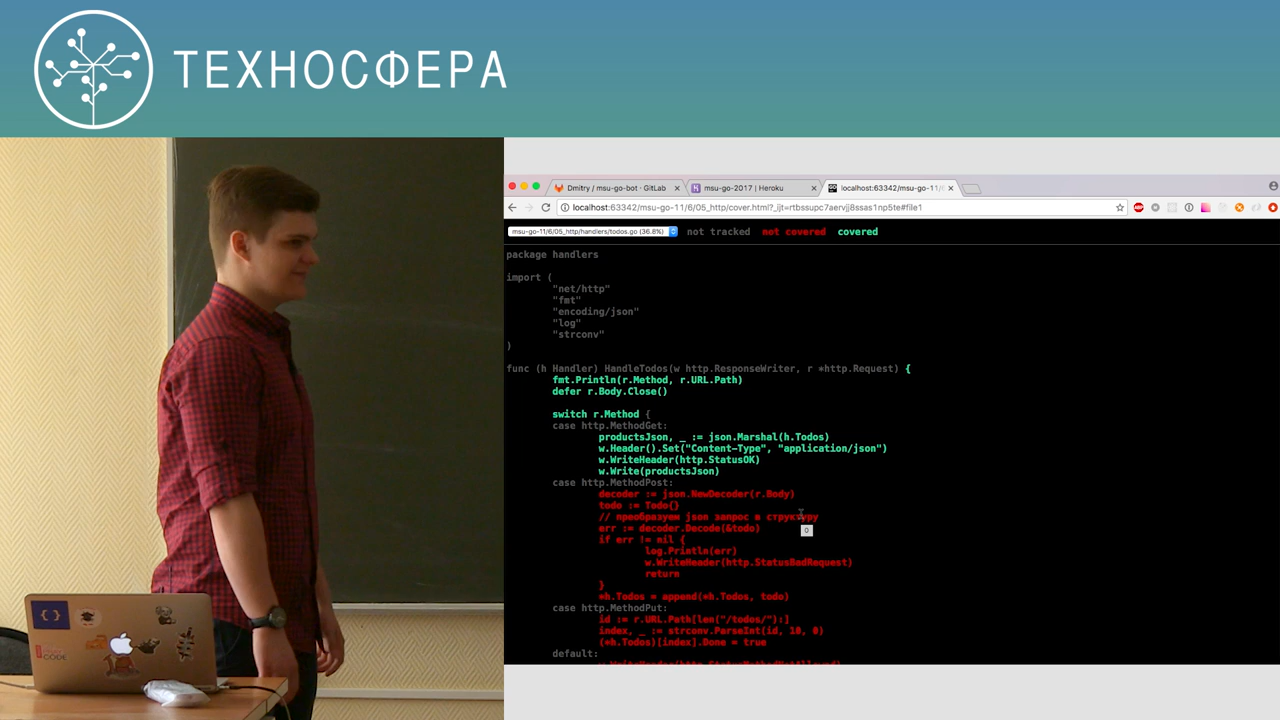 ТЕХНОСФЕРА
Dmitry / msu-go-bot · GitLab
msu-go-2017 | Heroku
localhost:63342/msu-go-11/
localhost:63342/msu-go-11/6/05_http/cover.html?_ijt=rtbssupc7aervjj8ssas1np5te#file1
msu-go-11/6/05_http/handlers/todos.go (36.8%) not tracked not covered covered
package handlers
import (
"net/http"
"fmt"
"encoding/json"
"log"
"strconv"
)
func (h Handler) HandleTodos(w http.ResponseWriter, r *http.Request) {
fmt.Println(r.Method, r.URL.Path)
defer r.Body.Close()
switch r.Method {
case http.MethodGet:
productsJson, _ := json.Marshal(h.Todos)
w.Header().Set("Content-Type", "application/json")
w.WriteHeader(http.StatusOK)
w.Write(productsJson)
case http.MethodPost:
decoder := json.NewDecoder(r.Body)
todo := Todo{}
// преобразуем json запрос в структуру
err := decoder.Decode(&todo)
0
if err != nil {
log.Println(err)
w.WriteHeader(http.StatusBadRequest)
return
}
*h.Todos = append(*h.Todos, todo)
case http.MethodPut:
id := r.URL.Path[len("/todos/"):]
index, _ := strconv.ParseInt(id, 10, 0)
(*h.Todos)[index].Done = true
default:
w.WriteHeader(http.StatusMethodNotAllowed)
{ }
CODE